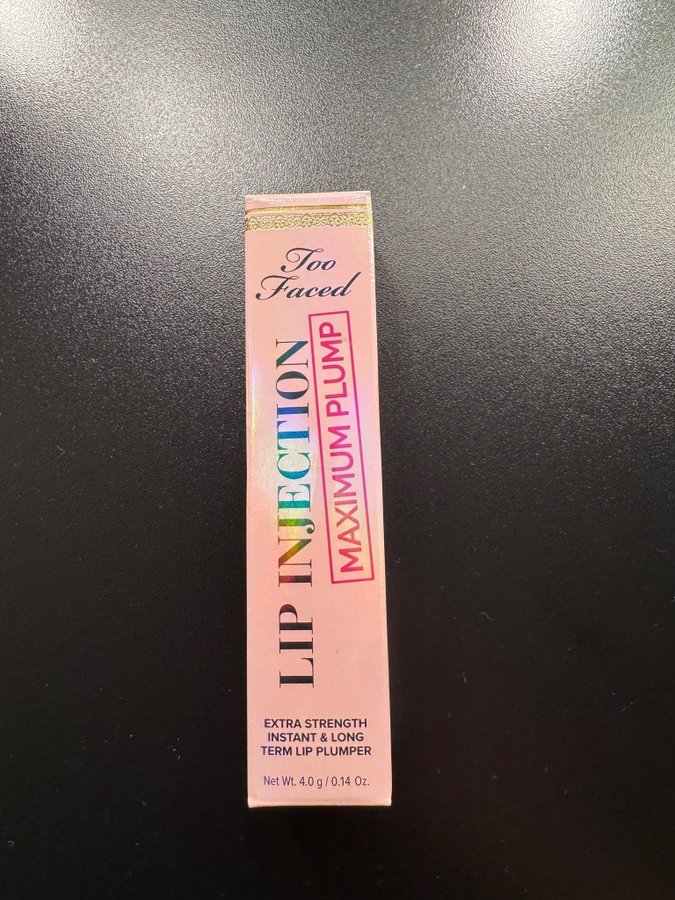 Too
Faced
LIP INJECTION
MAXIMUM PLUMP
EXTRA STRENGTH
INSTANT & LONG
TERM LIP PLUMPER
Net Wt. 4.0 g / 0.14 Oz.